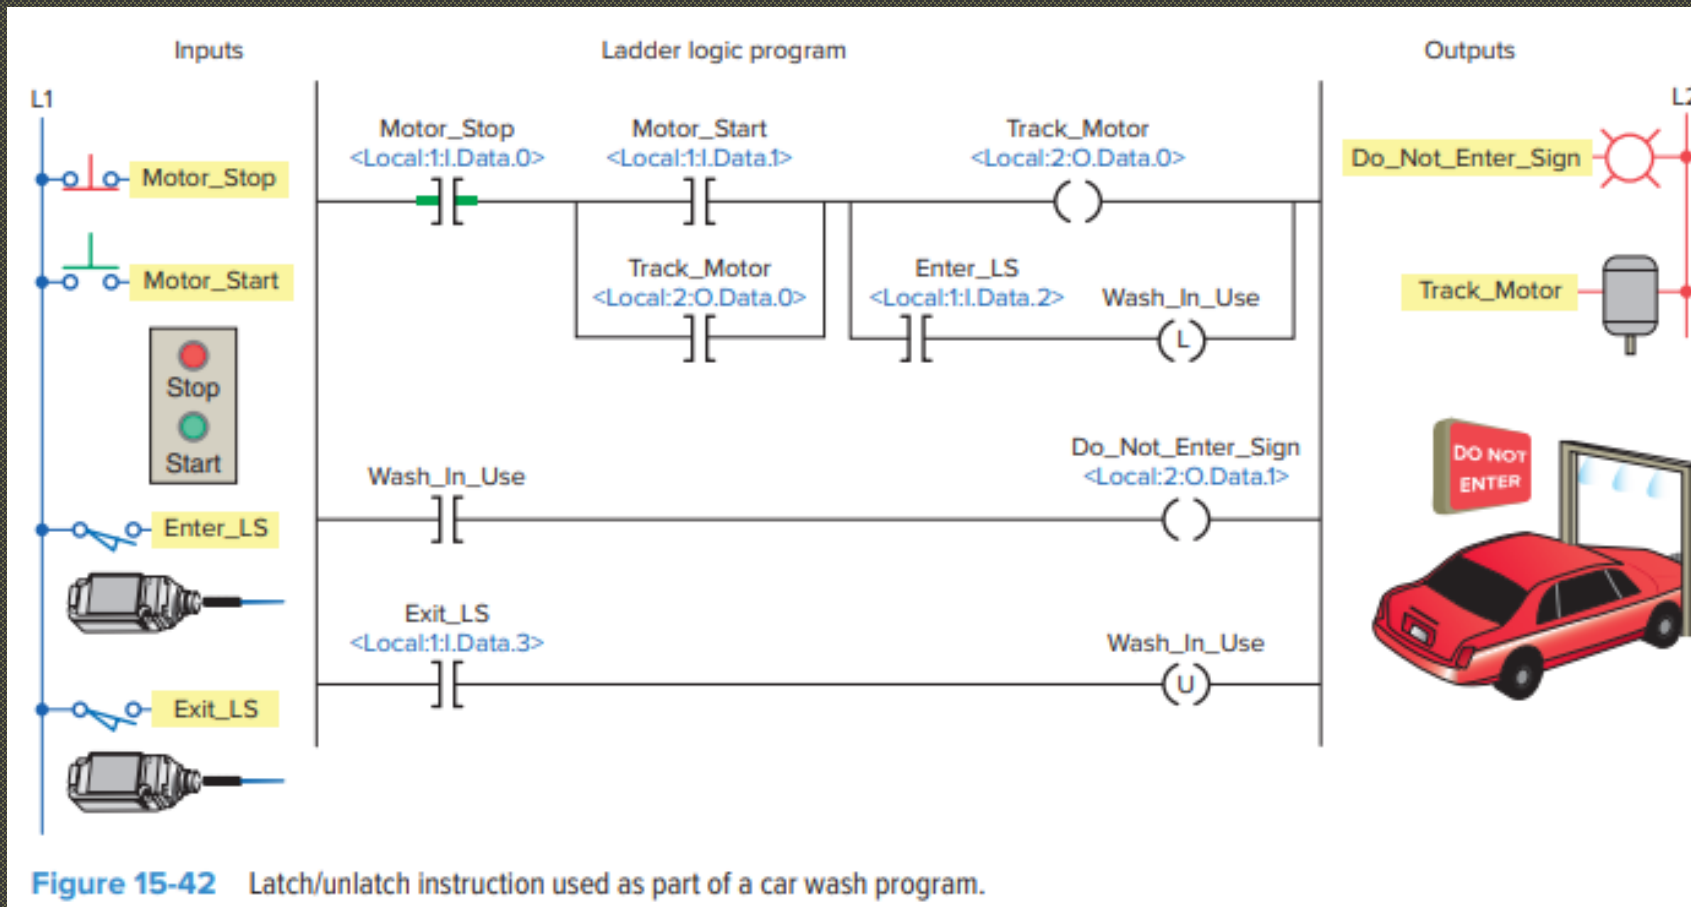 Inputs
Ladder logic program
Outputs
L1
L2
Motor_Stop
<Local:1:I.Data.0>
Motor_Start
<Local:1:I.Data.1>
Track_Motor
<Local:2:O.Data.0>
Motor_Stop
Do_Not_Enter_Sign
Motor_Start
Track_Motor
<Local:2:O.Data.0>
Enter_LS
<Local:1:I.Data.2>
Wash_In_Use
L
Track_Motor
Stop
Start
DO NOT
ENTER
Wash_In_Use
Do_Not_Enter_Sign
<Local:2:O.Data.1>
Enter_LS
Exit_LS
<Local:1:I.Data.3>
Wash_In_Use
U
Exit_LS
Figure 15-42 Latch/unlatch instruction used as part of a car wash program.